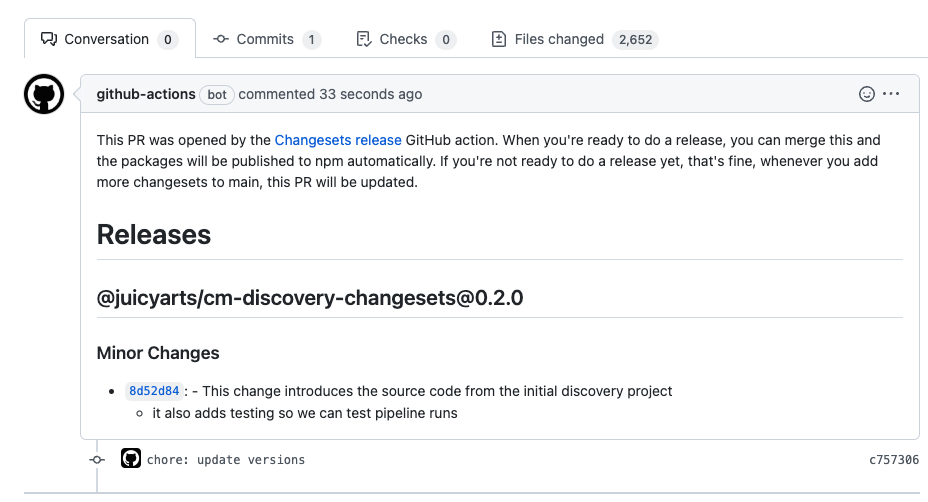 Conversation 0 Commits 1 Checks 0 Files changed 2,652
github-actions bot commented 33 seconds ago
This PR was opened by the Changesets release GitHub action. When you're ready to do a release, you can merge this and
the packages will be published to npm automatically. If you're not ready to do a release yet, that's fine, whenever you add
more changesets to main, this PR will be updated.
Releases
@juicyarts/cm-discovery-changesets@0.2.0
Minor Changes
8d52d84: - This change introduces the source code from the initial discovery project
it also adds testing so we can test pipeline runs
chore: update versions c757306